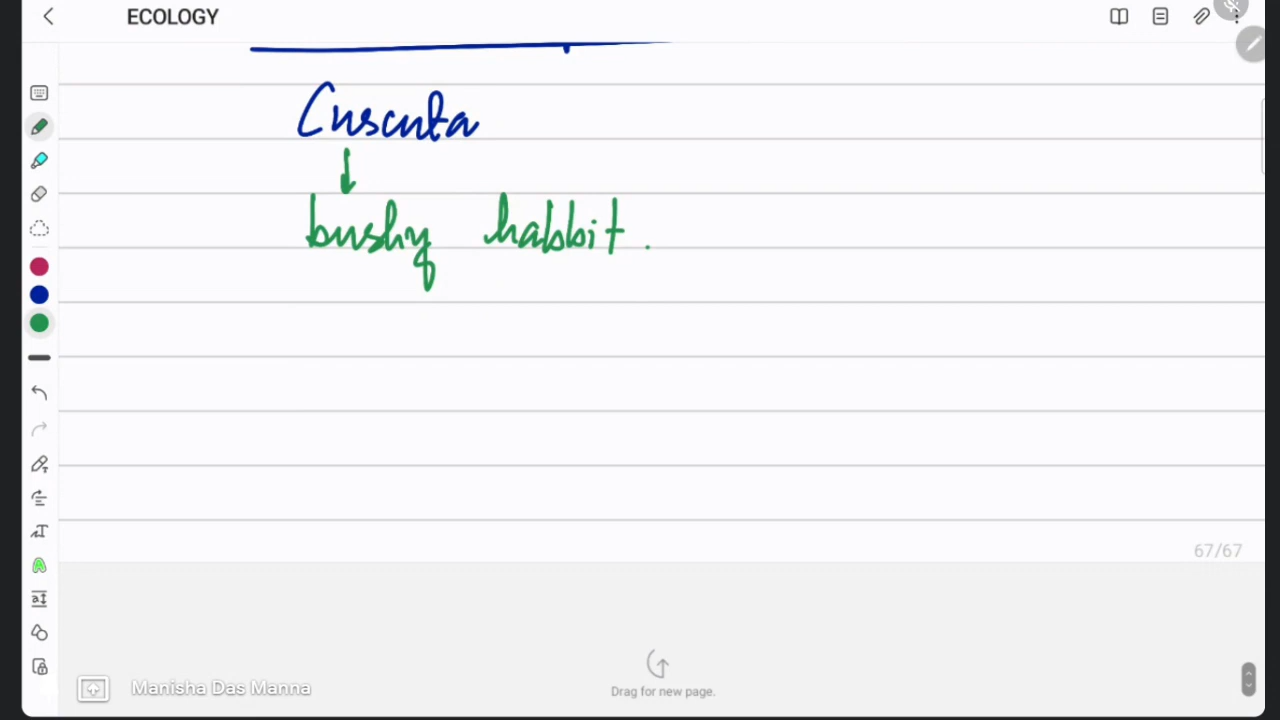 ECOLOGY
Cuscuta
bushy habbit.
67/67
Manisha Das Manna
Drag for new page.